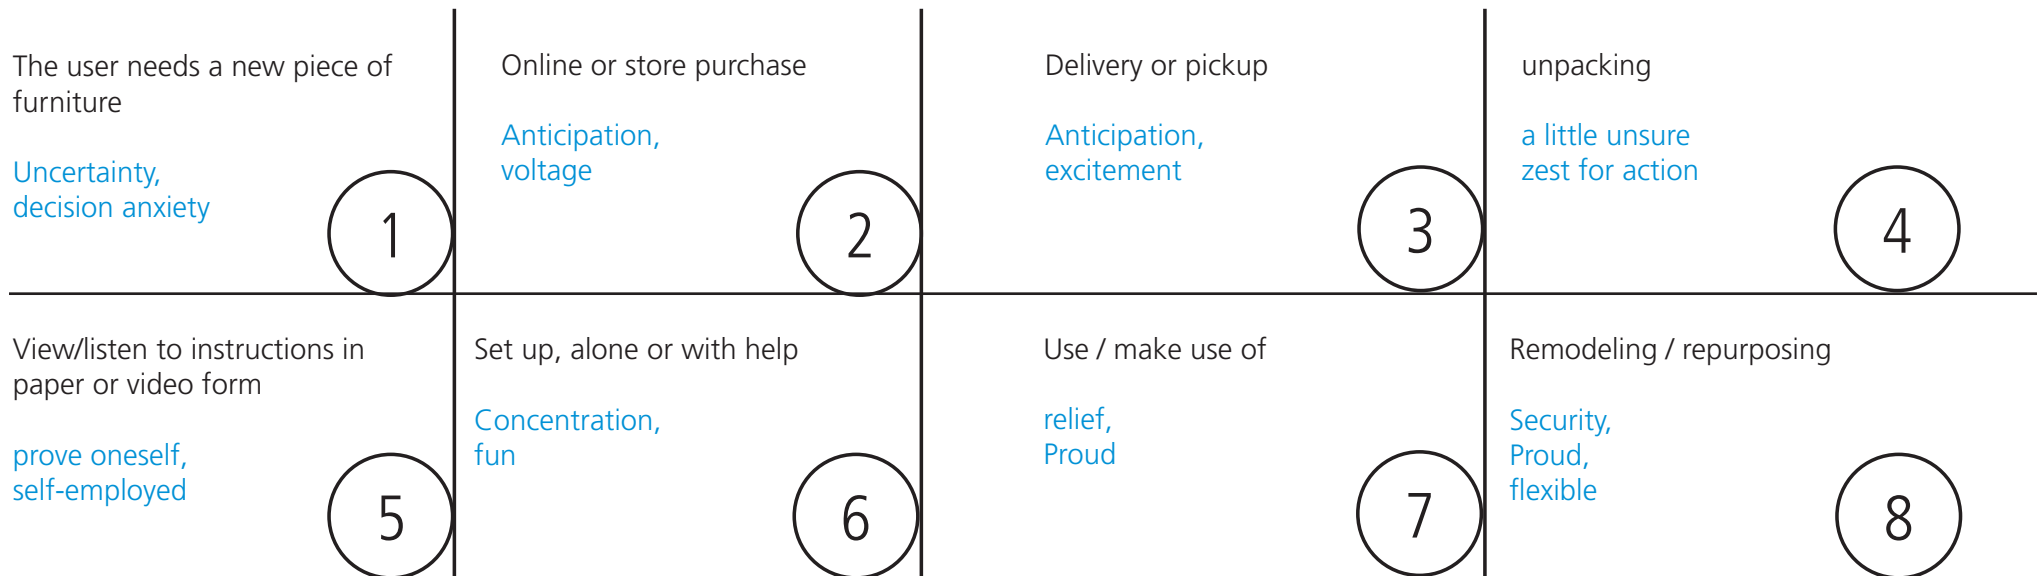 The user needs a new piece of
furniture
Uncertainty,
decision anxiety
1
Online or store purchase
Anticipation,
voltage
2
Delivery or pickup
Anticipation,
excitement
3
unpacking
a little unsure
zest for action
4
View/listen to instructions in
paper or video form
prove oneself,
self-employed
5
Set up, alone or with help
Concentration,
fun
6
Use / make use of
relief,
Proud
7
Remodeling / repurposing
Security,
Proud,
flexible
8